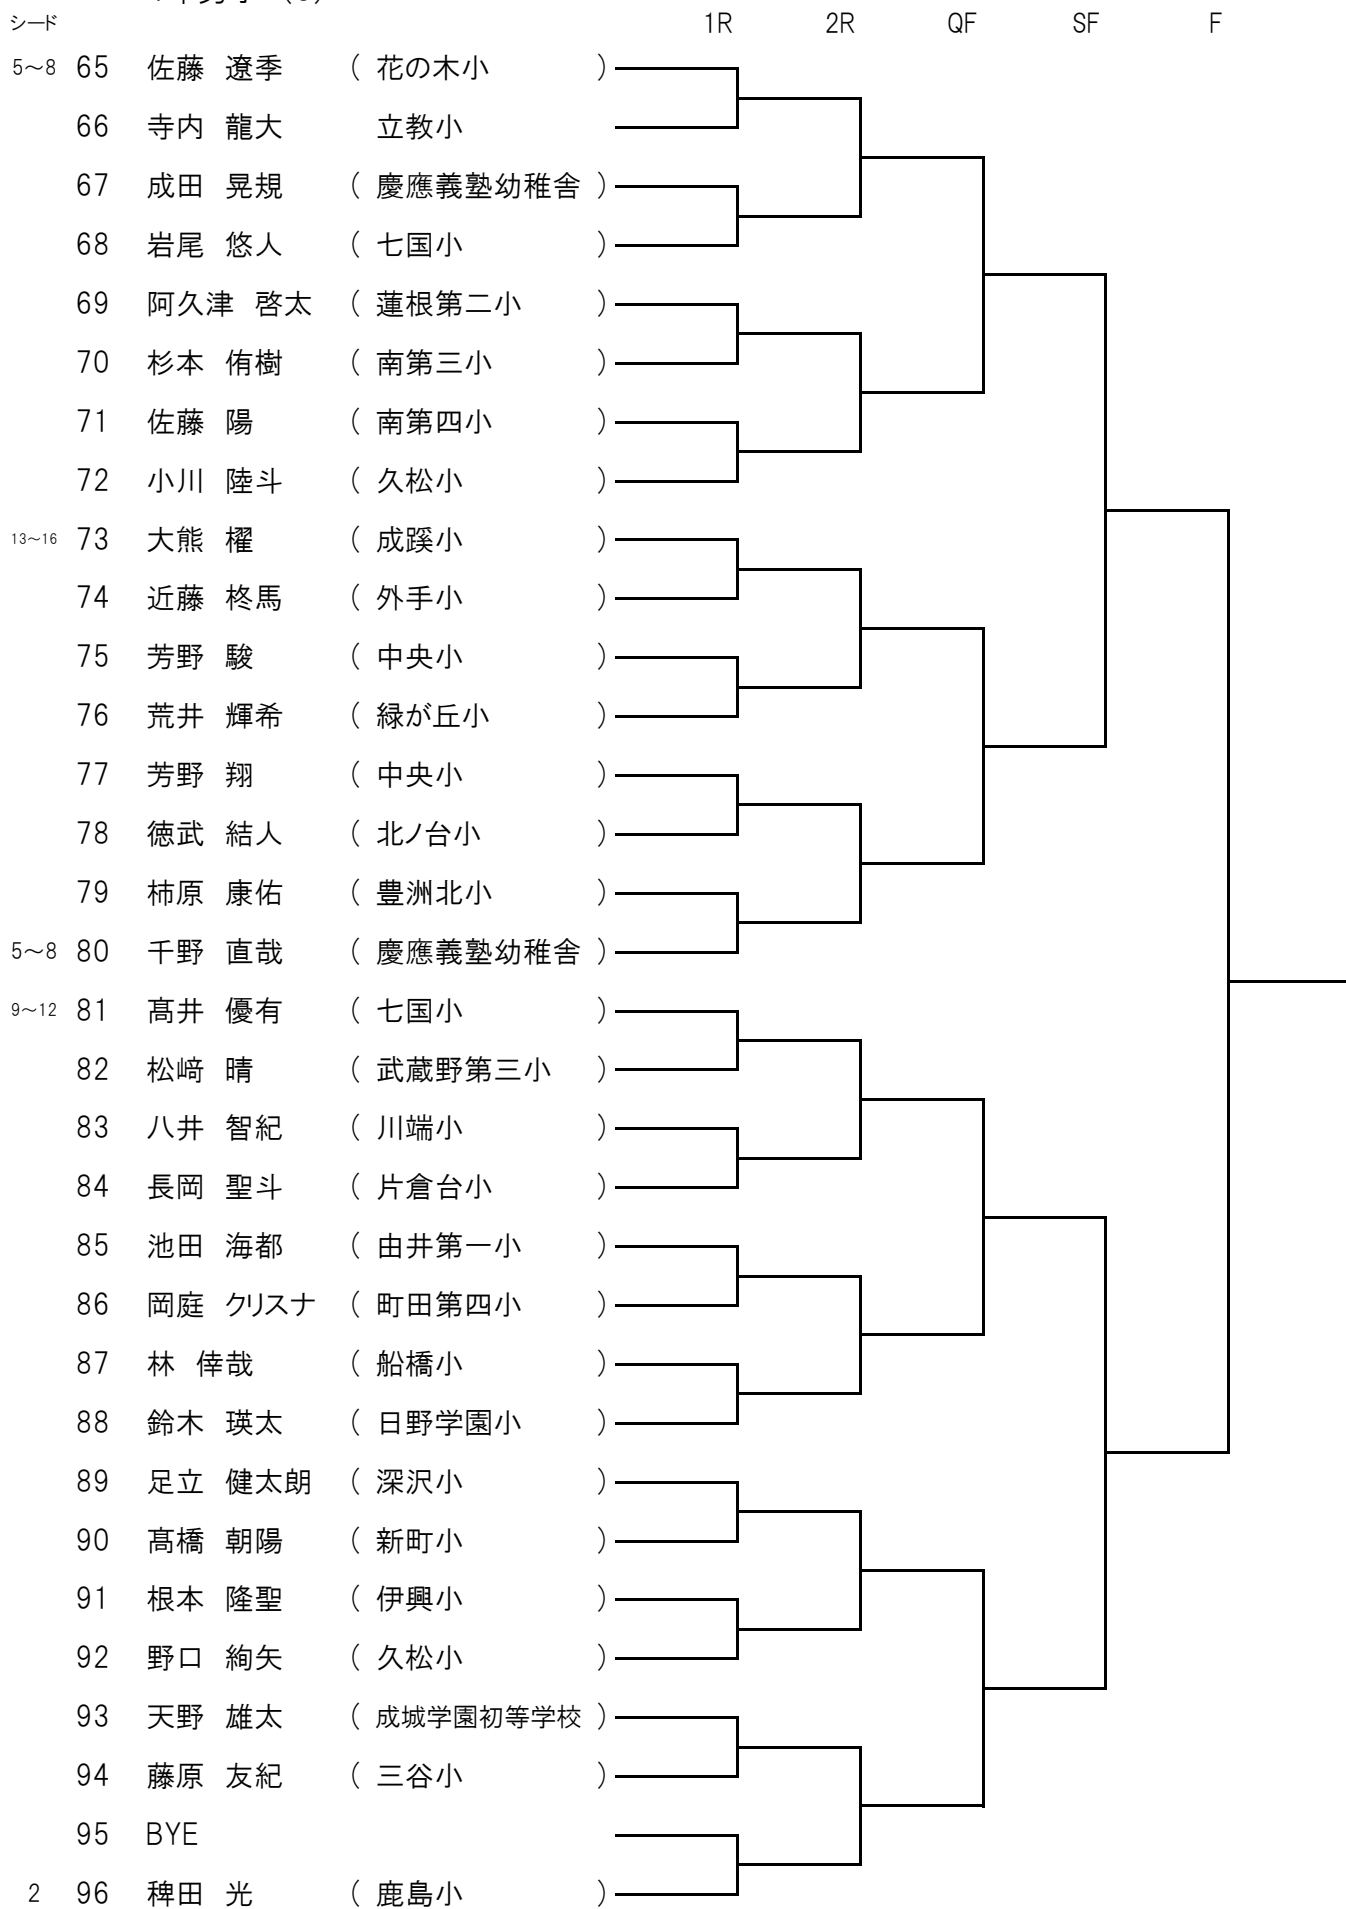 シード 1R 2R QF SF F
5～8 65 佐藤 遼季 ( 花の木小 )
66 寺内 龍大 立教小
67 成田 晃規 ( 慶應義塾幼稚舎 )
68 岩尾 悠人 ( 七国小 )
69 阿久津 啓太 ( 蓮根第二小 )
70 杉本 侑樹 ( 南第三小 )
71 佐藤 陽 ( 南第四小 )
72 小川 陸斗 ( 久松小 )
13～16 73 大熊 櫂 ( 成蹊小 )
74 近藤 柊馬 ( 外手小 )
75 芳野 駿 ( 中央小 )
76 荒井 輝希 ( 緑が丘小 )
77 芳野 翔 ( 中央小 )
78 徳武 結人 ( 北ノ台小 )
79 柿原 康佑 ( 豊洲北小 )
5～8 80 千野 直哉 ( 慶應義塾幼稚舎 )
9～12 81 髙井 優有 ( 七国小 )
82 松﨑 晴 ( 武蔵野第三小 )
83 八井 智紀 ( 川端小 )
84 長岡 聖斗 ( 片倉台小 )
85 池田 海都 ( 由井第一小 )
86 岡庭 クリスナ ( 町田第四小 )
87 林 倖哉 ( 船橋小 )
88 鈴木 瑛太 ( 日野学園小 )
89 足立 健太朗 ( 深沢小 )
90 髙橋 朝陽 ( 新町小 )
91 根本 隆聖 ( 伊興小 )
92 野口 絢矢 ( 久松小 )
93 天野 雄太 ( 成城学園初等学校 )
94 藤原 友紀 ( 三谷小 )
95 BYE
2 96 稗田 光 ( 鹿島小 )